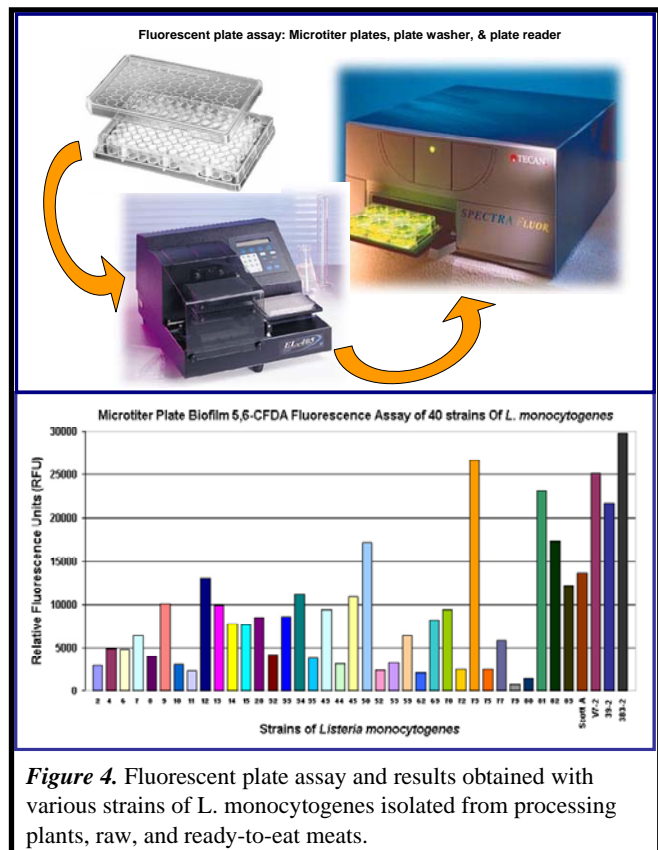 Fluorescent plate assay: Microtiter plates, plate washer, & plate reader
TECAN
SPECTRAFLUOR
ELx405
Microtiter Plate Biofilm 5,6-CFDA Fluorescence Assay of 40 strains Of L. monocytogenes
Relative Fluorescence Units (RFU)
30000
25000
20000
15000
10000
5000
0
2 4 6 7 8 9 10 11 12 13 14 15 28 32 33 34 35 43 44 45 50 52 53 59 62 69 70 72 73 75 77 79 80 81 82 83 Scott A V7-2 39-2 383-2
Strains of Listeria monocytogenes
Figure 4. Fluorescent plate assay and results obtained with
various strains of L. monocytogenes isolated from processing
plants, raw, and ready-to-eat meats.